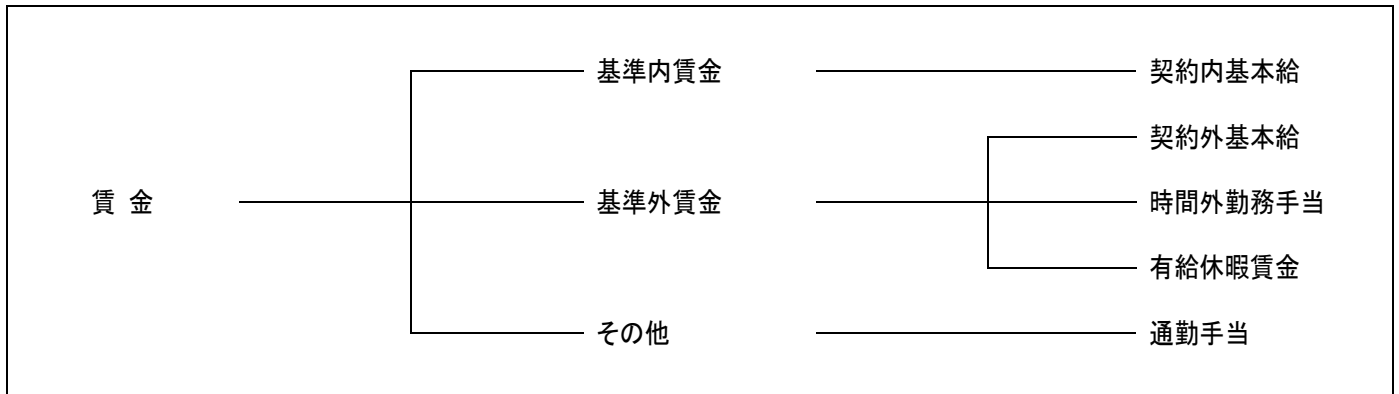 基準内賃金 契約内基本給
契約外基本給
賃 金 基準外賃金 時間外勤務手当
有給休暇賃金
その他 通勤手当